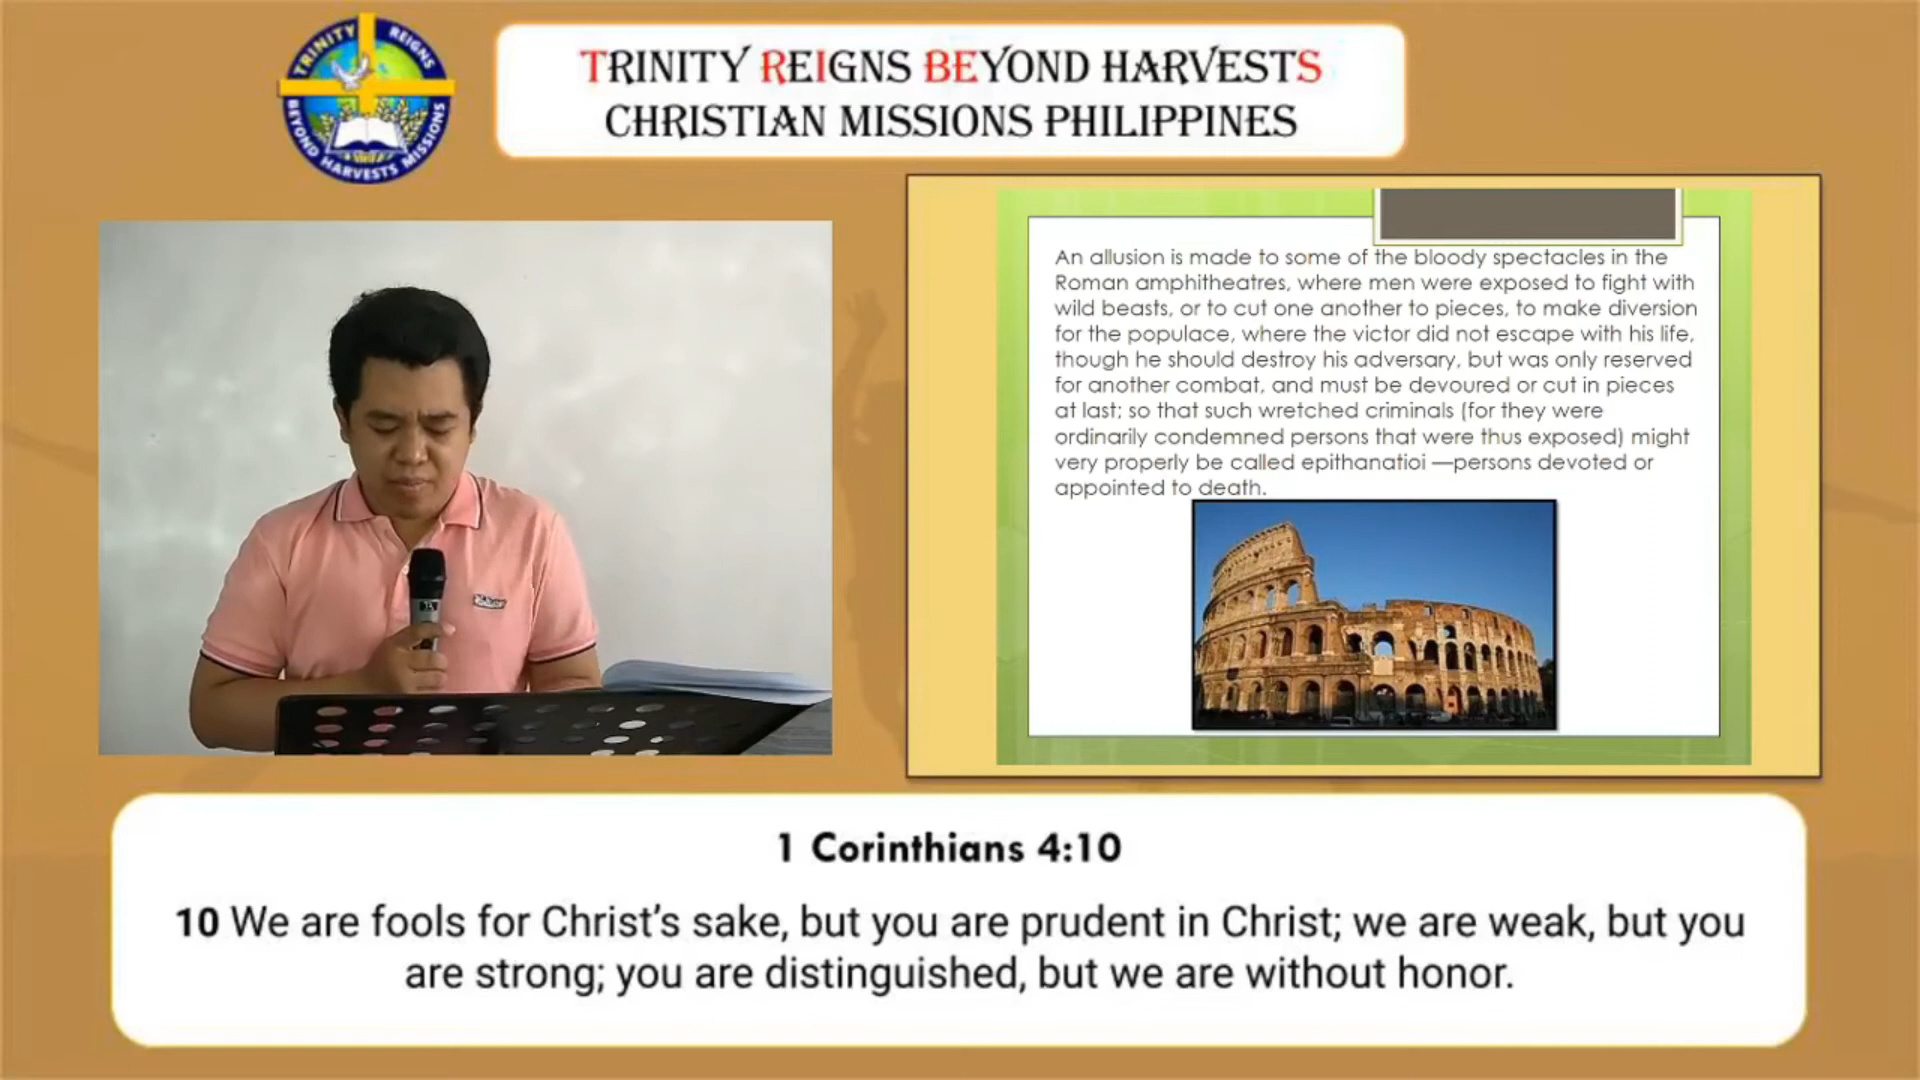 TRINITY REIGNS
BEYOND HARVESTS MISSIONS
TRINITY REIGNS BEYOND HARVESTS
CHRISTIAN MISSIONS PHILIPPINES
An allusion is made to some of the bloody spectacles in the
Roman amphitheatres, where men were exposed to fight with
wild beasts, or to cut one another to pieces, to make diversion
for the populace, where the victor did not escape with his life,
though he should destroy his adversary, but was only reserved
for another combat, and must be devoured or cut in pieces
at last; so that such wretched criminals (for they were
ordinarily condemned persons that were thus exposed) might
very properly be called epithanatioi —persons devoted or
appointed to death.
1 Corinthians 4:10
10 We are fools for Christ’s sake, but you are prudent in Christ; we are weak, but you
are strong; you are distinguished, but we are without honor.